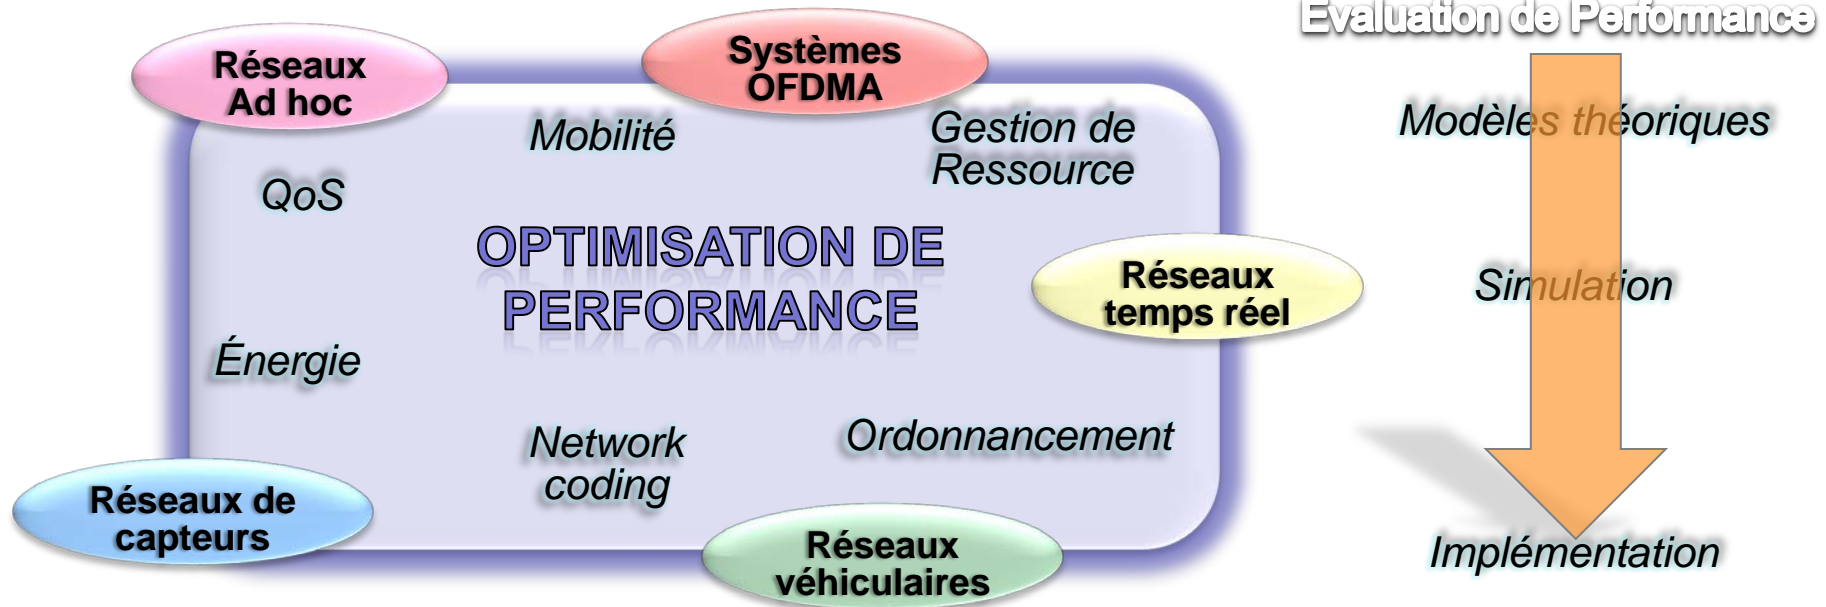 Evaluation de Performance
Réseaux
Ad hoc
Systèmes
OFDMA
Mobilité
Gestion de
Ressource
Modèles théoriques
QoS
OPTIMISATION DE
PERFORMANCE
Réseaux
temps réel
Simulation
Énergie
Network
coding
Ordonnancement
Réseaux de
capteurs
Réseaux
véhiculaires
Implémentation